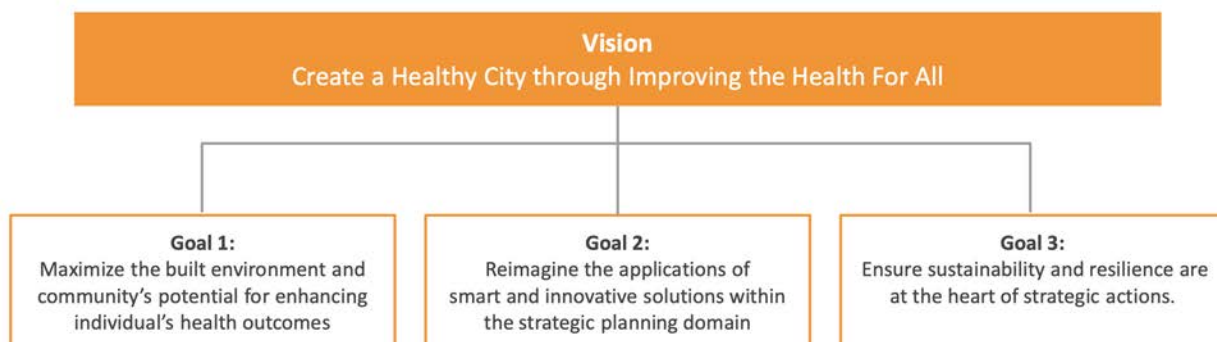 Vision
Create a Healthy City through Improving the Health For All
Goal 1:
Maximize the built environment and
community's potential for enhancing
individual's health outcomes
Goal 2:
Reimagine the applications of
smart and innovative solutions within
the strategic planning domain
Goal 3:
Ensure sustainability and resilience are
at the heart of strategic actions.